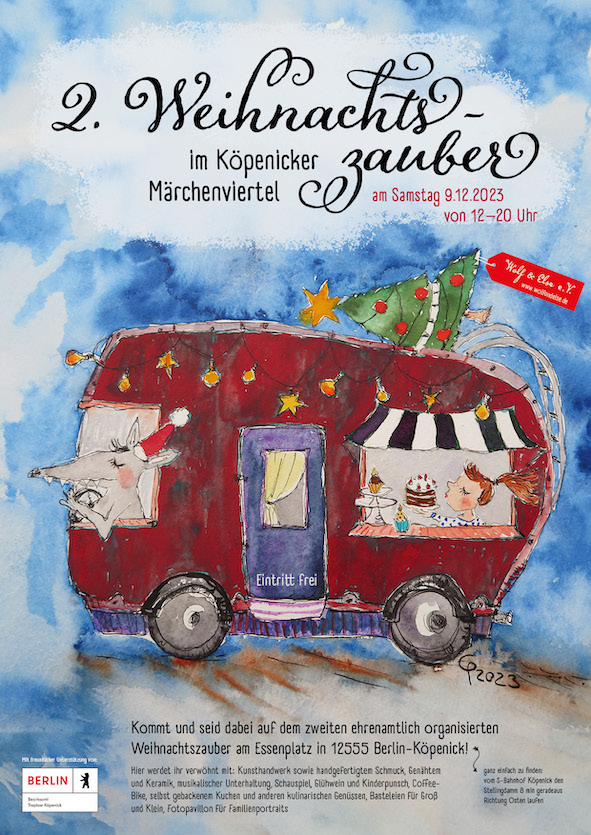 2. Weihnachts-
zauber
im Köpenicker
Märchenviertel
am Samstag 9.12.2023
von 12–20 Uhr
Wolf & Else e.V.
www.wolfundelse.de
Eintritt frei
2023
Kommt und seid dabei auf dem zweiten ehrenamtlich organisierten
Weihnachtszauber am Essenplatz in 12555 Berlin-Köpenick!
Hier werdet ihr verwöhnt mit: Kunsthandwerk sowie handgefertigtem Schmuck, Genähtem
und Keramik, musikalischer Unterhaltung, Schauspiel, Glühwein und Kinderpunsch, Coffee-
Bike, selbst gebackenem Kuchen und anderen kulinarischen Genüssen, Basteleien für Groß
und Klein, Fotopavillon für Familienportraits
ganz einfach zu finden:
vom S-Bahnhof Köpenick den
Stellingdamm 8 min geradeaus
Richtung Osten laufen
Mit freundlicher Unterstützung von:
BERLIN
Bezirksamt
Treptow-Köpenick